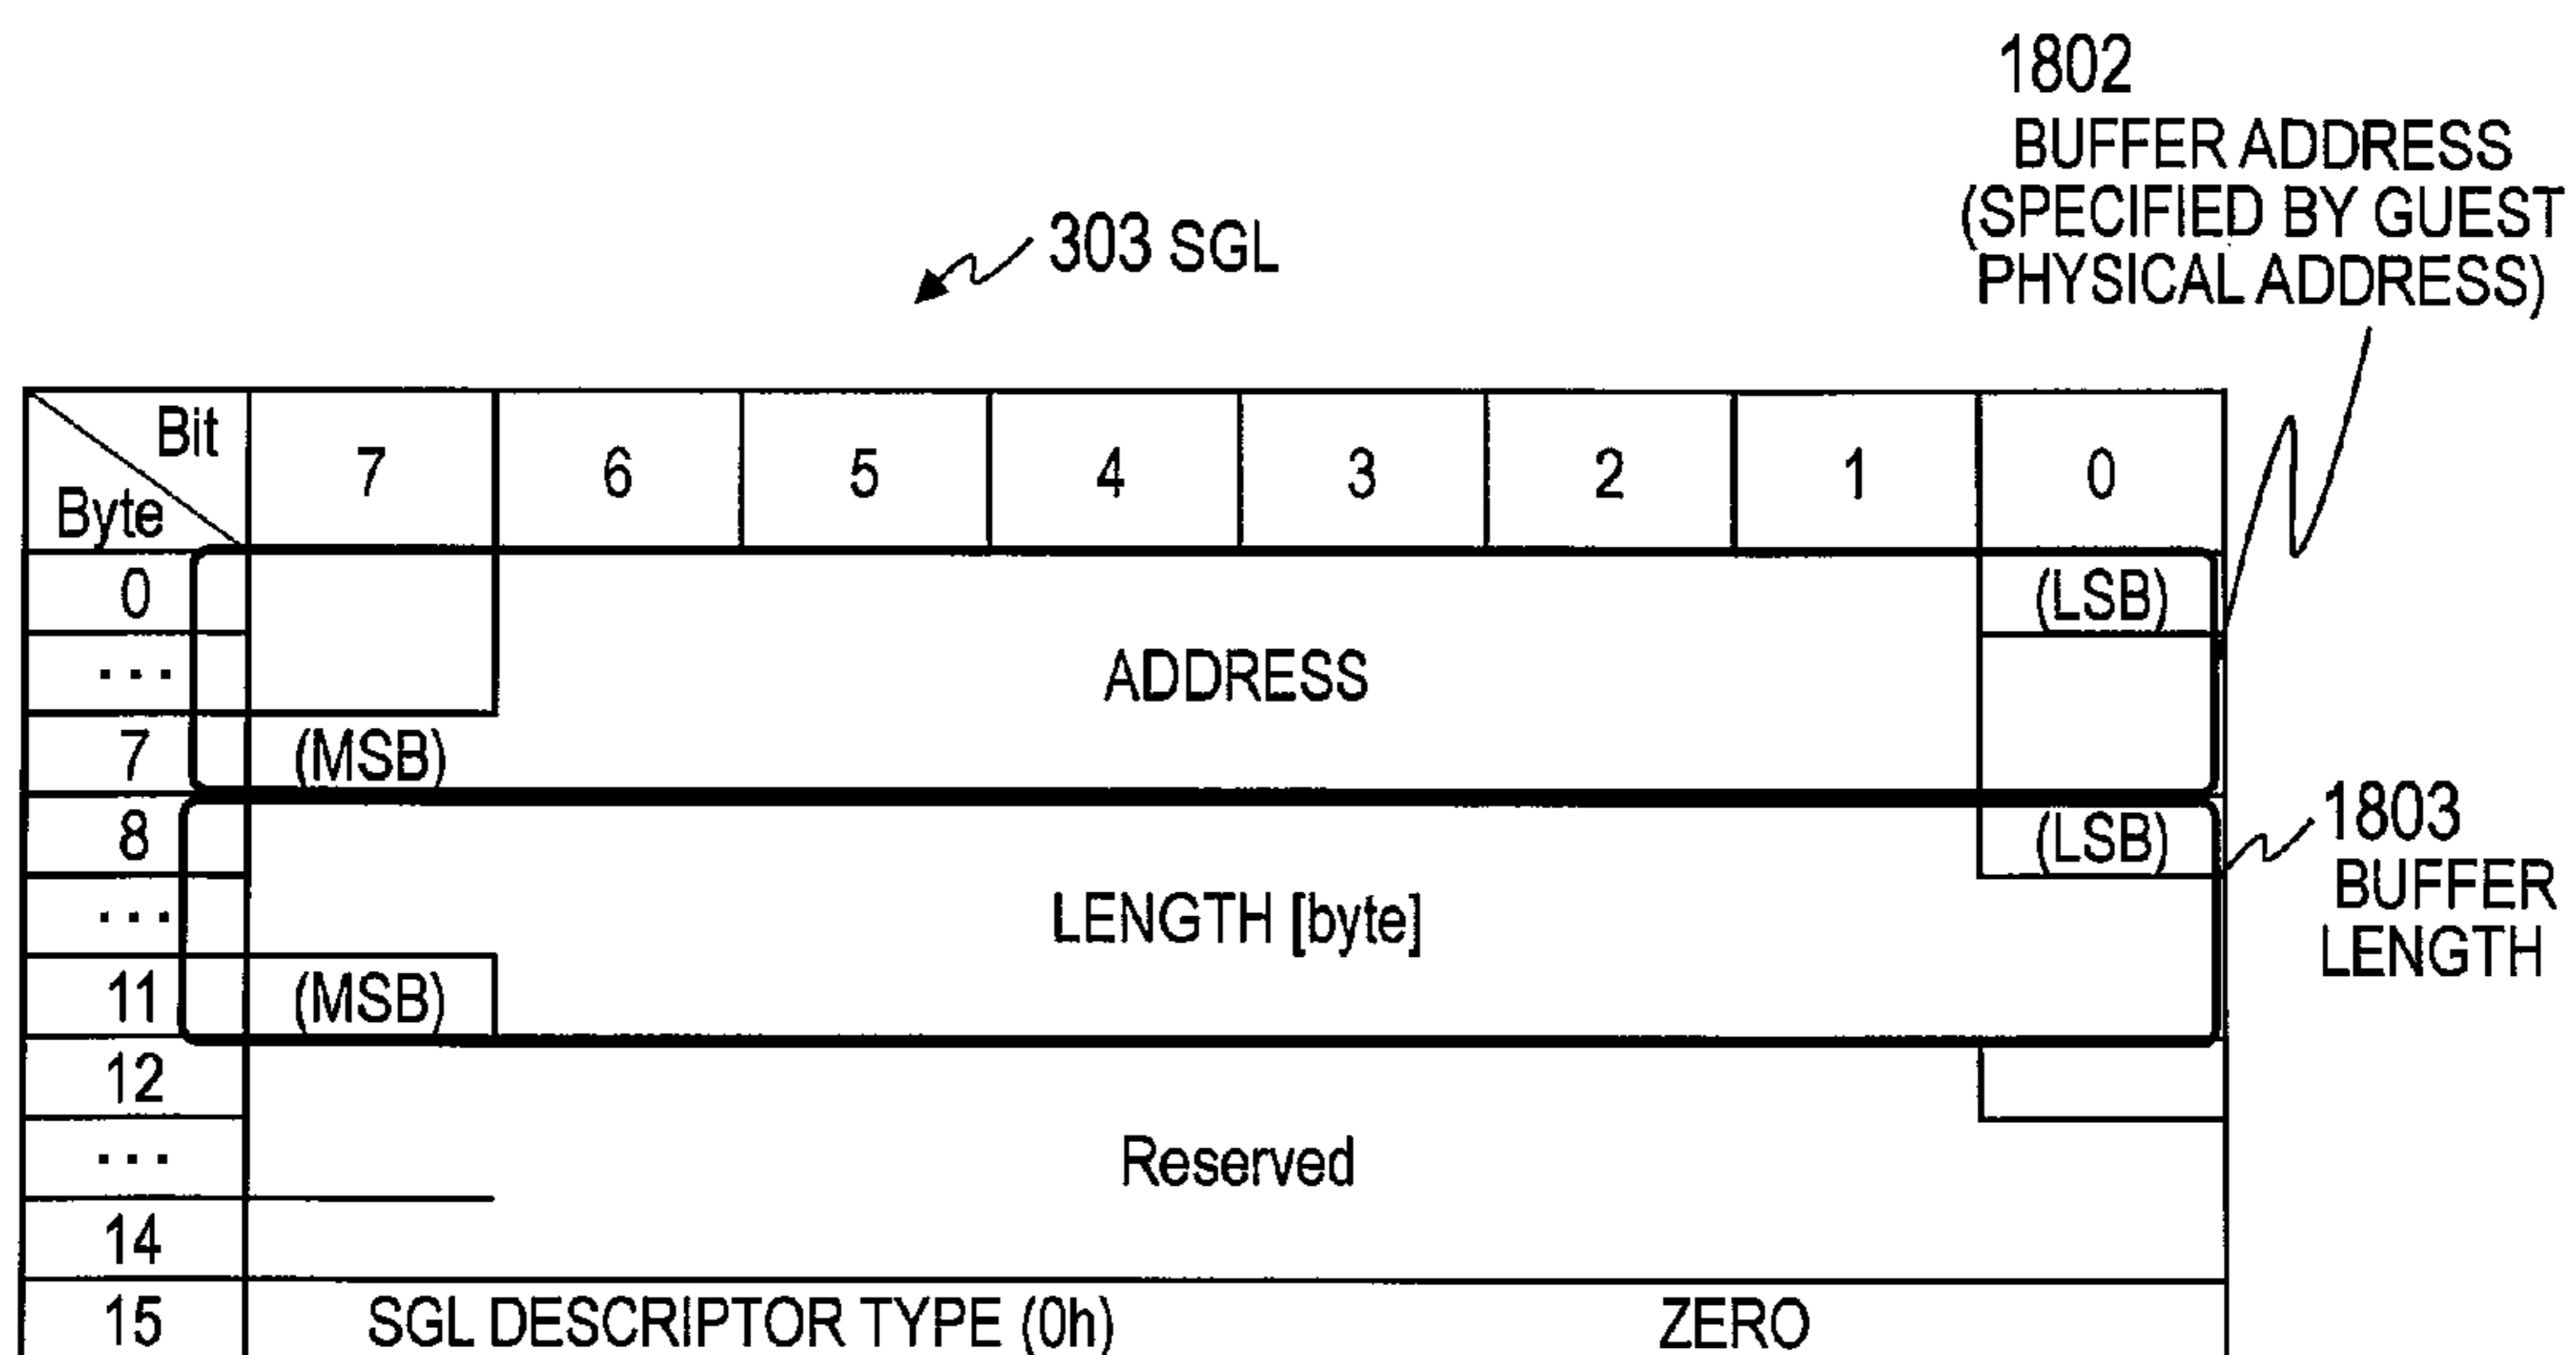 1802
BUFFER ADDRESS
(SPECIFIED BY GUEST
PHYSICAL ADDRESS)
303 SGL
Bit
Byte
7 6 5 4 3 2 1 0
0 (LSB)
... ADDRESS
7 (MSB)
8 (LSB)
1803
BUFFER
LENGTH
... LENGTH [byte]
11 (MSB)
12
... Reserved
14
15 SGL DESCRIPTOR TYPE (0h) ZERO